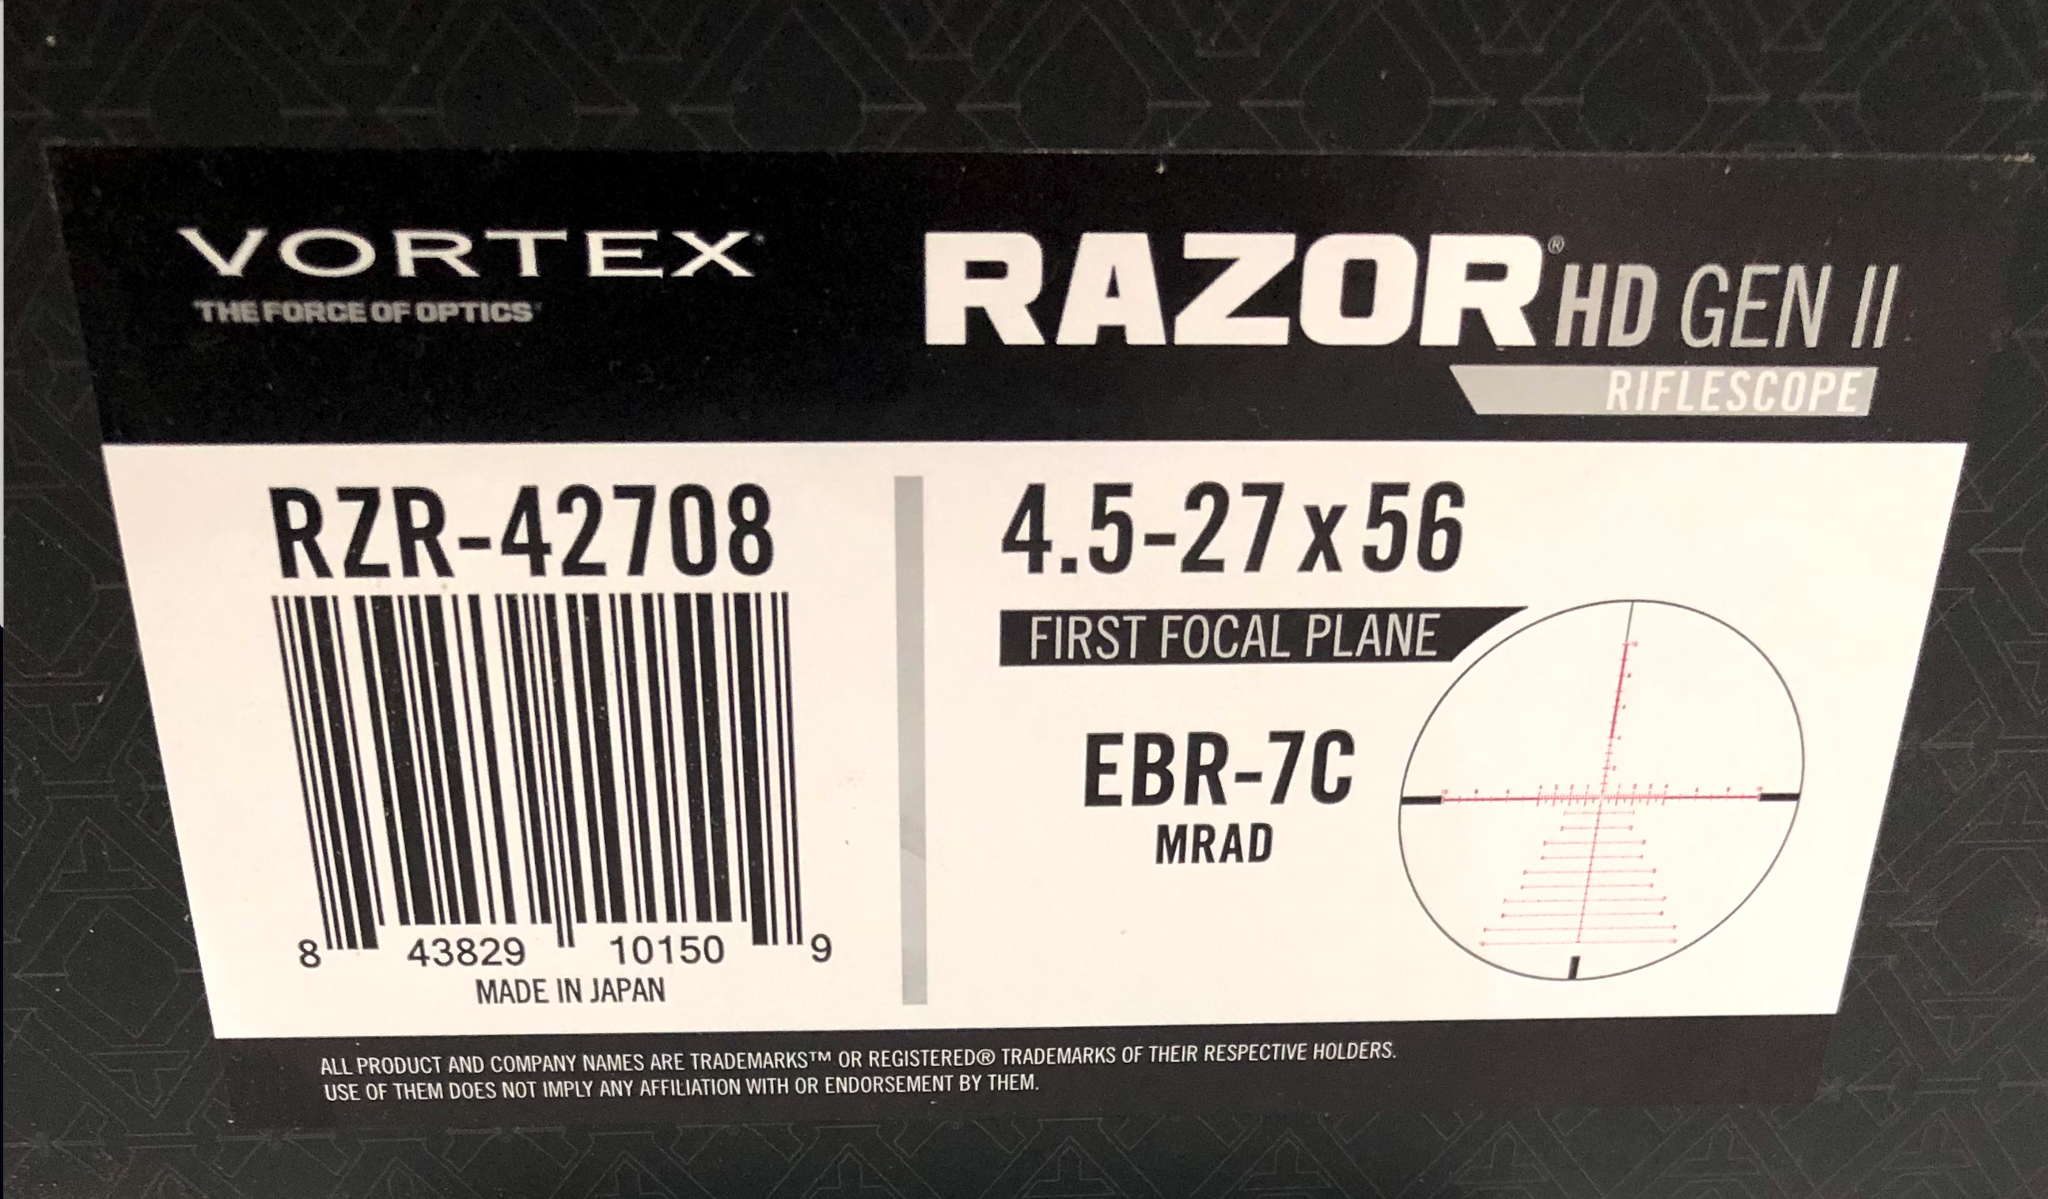 VORTEX
THE FORCE OF OPTICS
RAZOR® HD GEN II
RIFLESCOPE
RZR-42708
8 43829 10150 9
MADE IN JAPAN
4.5-27x56
FIRST FOCAL PLANE
EBR-7C
MRAD
ALL PRODUCT AND COMPANY NAMES ARE TRADEMARKS™ OR REGISTERED® TRADEMARKS OF THEIR RESPECTIVE HOLDERS.
USE OF THEM DOES NOT IMPLY ANY AFFILIATION WITH OR ENDORSEMENT BY THEM.